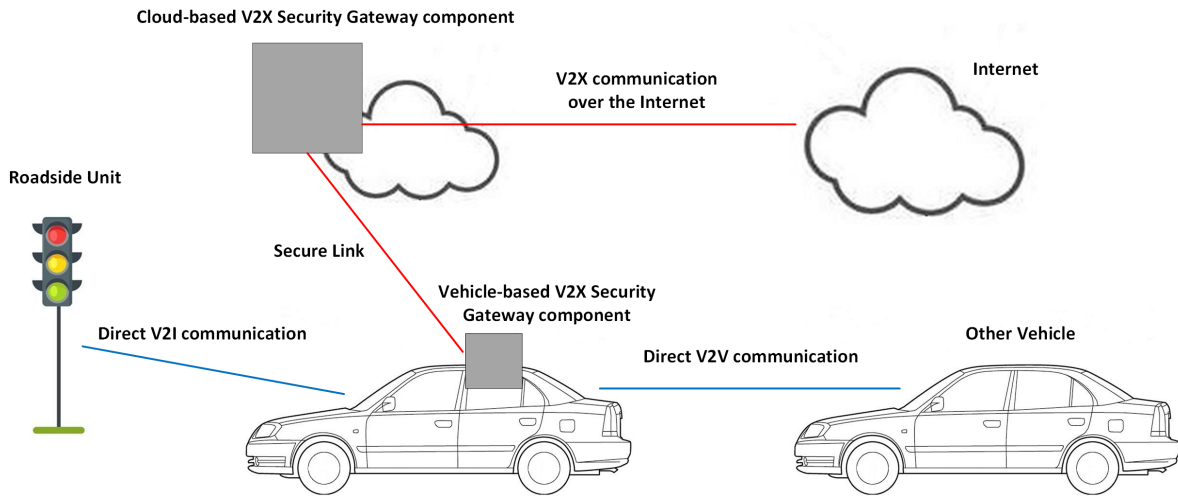 Cloud-based V2X Security Gateway component
V2X communication
over the Internet
Internet
Roadside Unit
Secure Link
Vehicle-based V2X Security
Gateway component
Direct V2I communication
Direct V2V communication
Other Vehicle